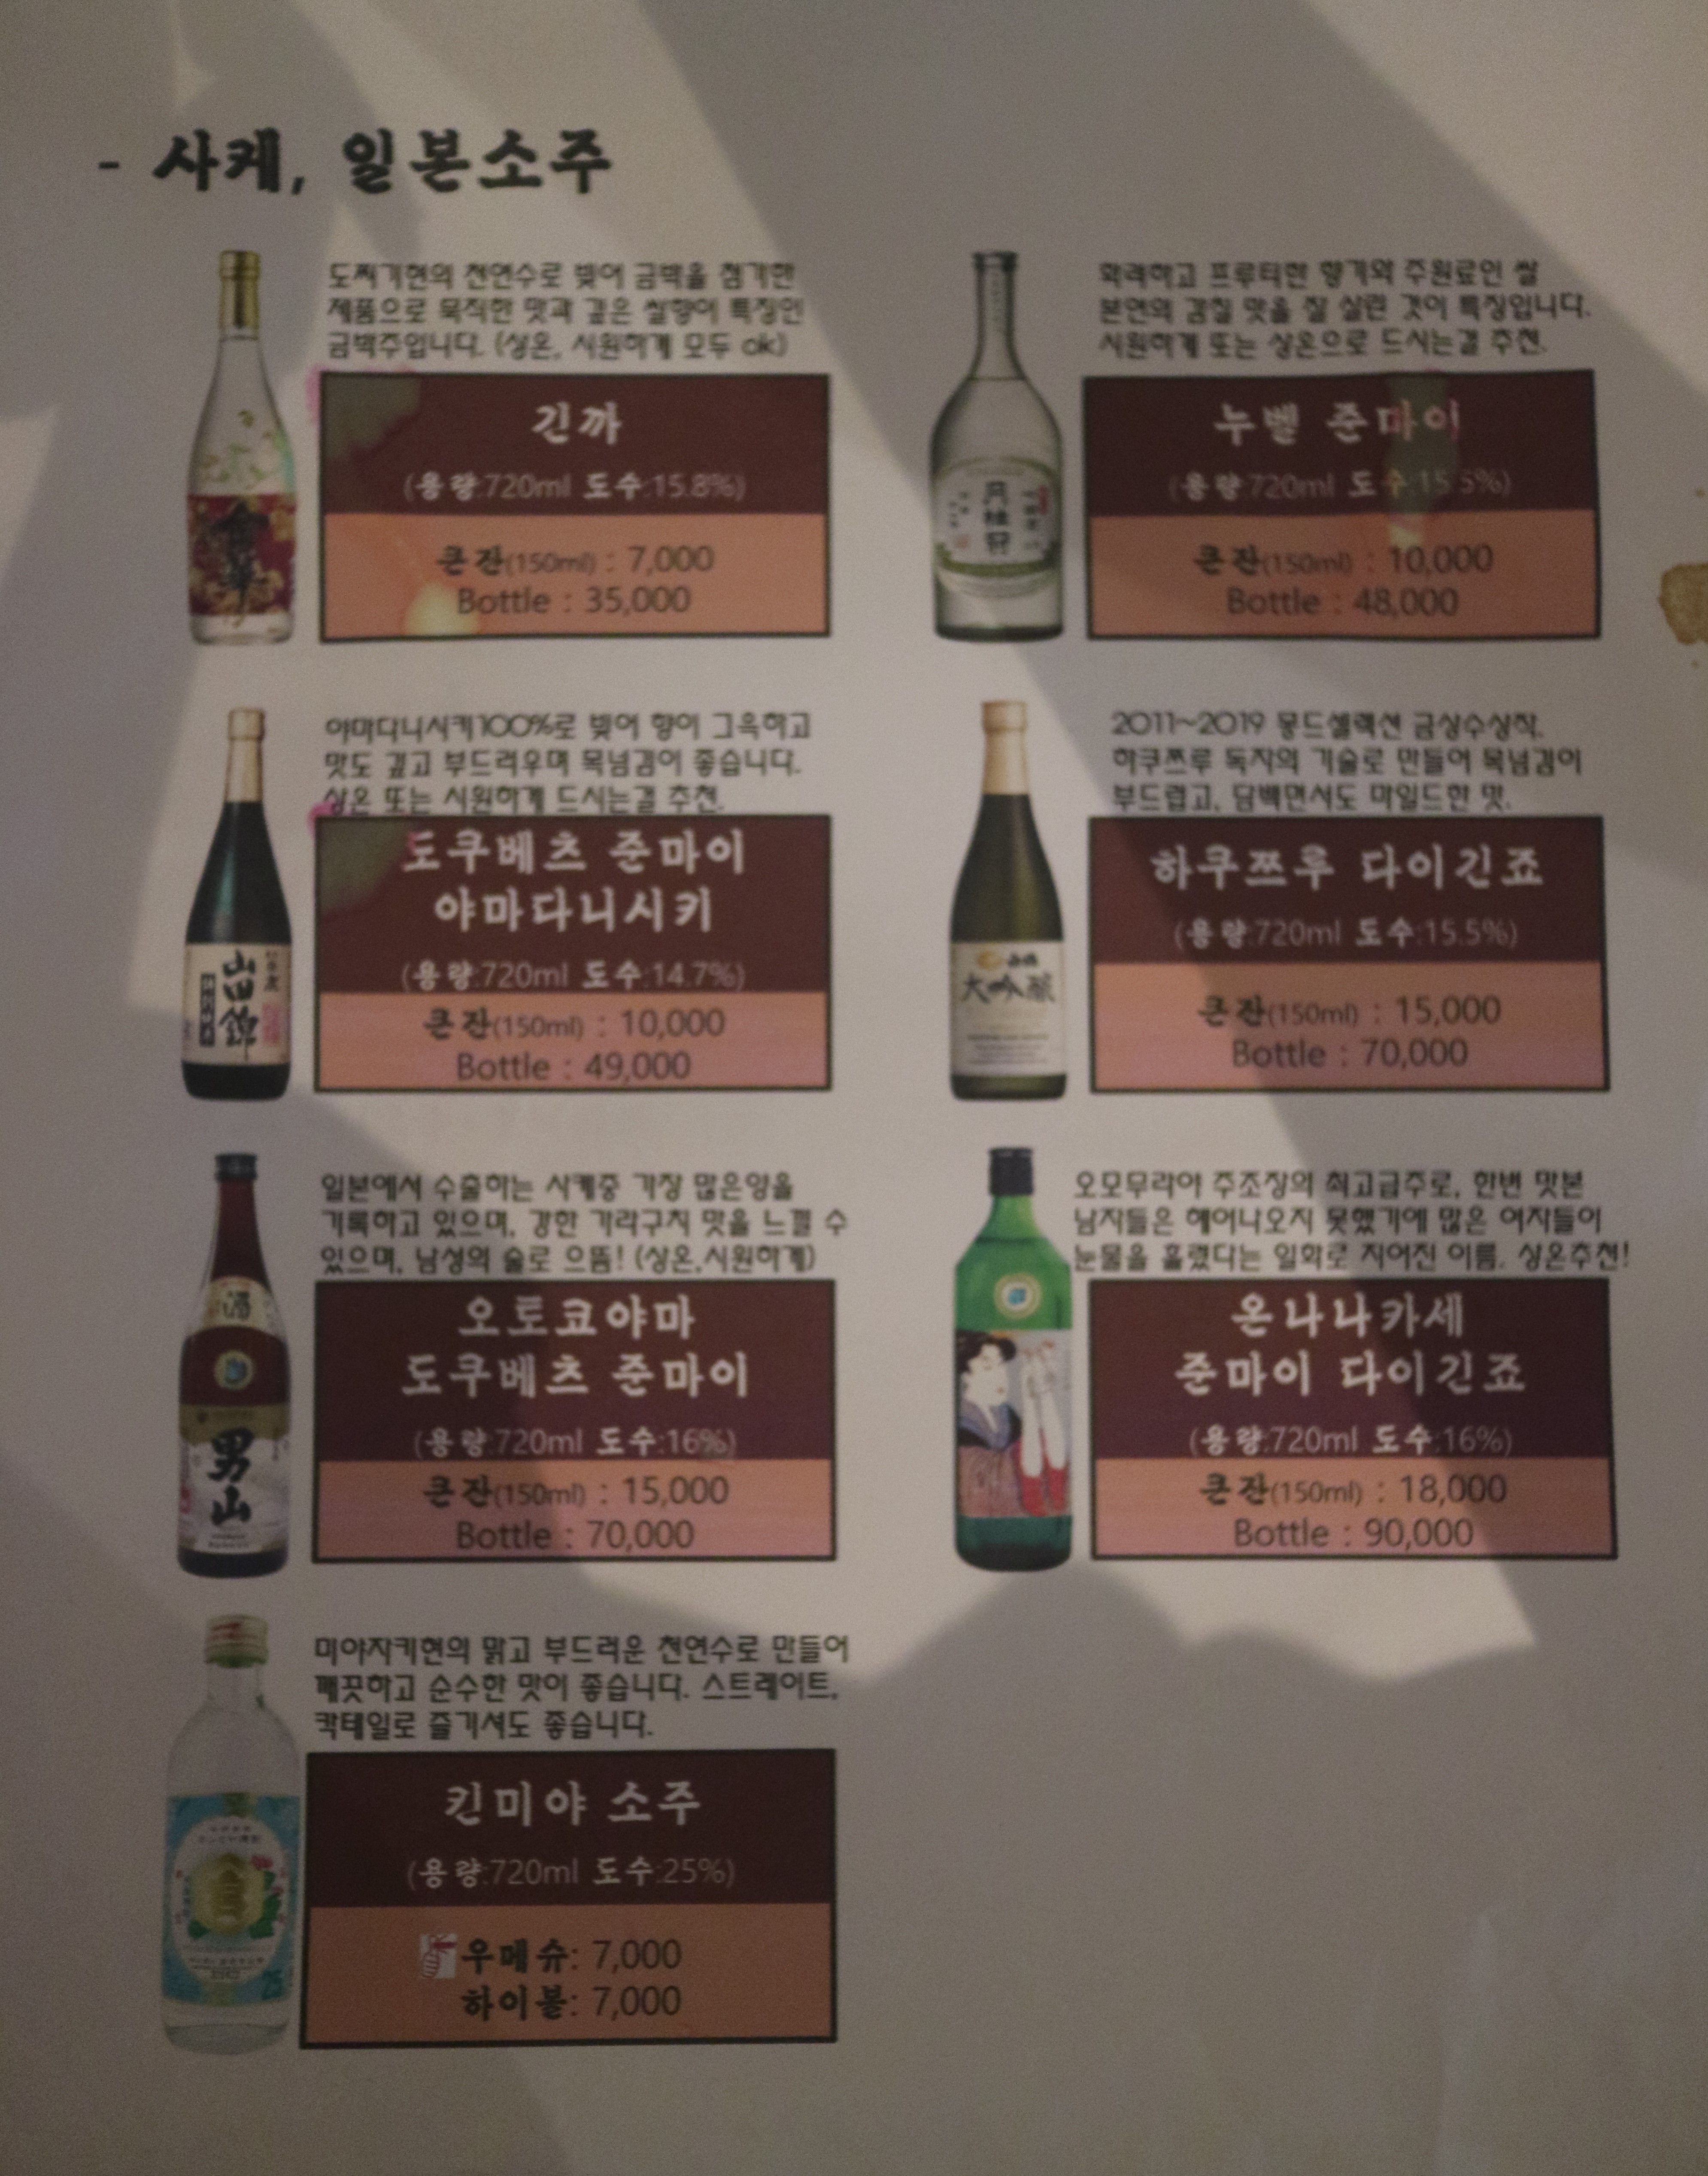 - 사케, 일본소주
도찌기현의 천연수로 빚어 금박을 첨가한
제품으로 묵직한 맛과 깊은 쌀향이 특징인
금박주입니다. (상온, 시원하게 모두 ok)
긴까
(용량:720ml 도수:15.8%)
큰잔(150ml) : 7,000
Bottle : 35,000
화려하고 프루티한 향기와 주원료인 쌀
본연의 감칠 맛을 잘 살린 것이 특징입니다.
시원하게 또는 상온으로 드시는걸 추천.
누벨 준마이
(용량:720ml 도수:15.5%)
큰잔(150ml) : 10,000
Bottle : 48,000
月桂冠
야마다니시키100%로 빚어 향이 그윽하고
맛도 깊고 부드러우며 목넘김이 좋습니다.
상온 또는 시원하게 드시는걸 추천.
도쿠베츠 준마이
야마다니시키
(용량:720ml 도수:14.7%)
큰잔(150ml) : 10,000
Bottle : 49,000
山田錦
2011~2019 몽드셀렉션 금상수상작.
하쿠쯔루 독자의 기술로 만들어 목넘김이
부드럽고, 담백면서도 마일드한 맛.
하쿠쯔루 다이긴죠
(용량:720ml 도수:15.5%)
큰잔(150ml) : 15,000
Bottle : 70,000
大吟醸
일본에서 수출하는 사케중 가장 많은양을
기록하고 있으며, 강한 가라구치 맛을 느낄 수
있으며, 남성의 술로 으뜸! (상온,시원하게)
오토코야마
도쿠베츠 준마이
(용량:720ml 도수:16%)
큰잔(150ml) : 15,000
Bottle : 70,000
酒
男山
오모무라야 주조장의 최고급주로, 한번 맛본
남자들은 헤어나오지 못했기에 많은 여자들이
눈물을 흘렸다는 일화로 지어진 이름. 상온추천!
온나나카세
준마이 다이긴죠
(용량:720ml 도수:16%)
큰잔(150ml) : 18,000
Bottle : 90,000
미야자키현의 맑고 부드러운 천연수로 만들어
깨끗하고 순수한 맛이 좋습니다. 스트레이트,
칵테일로 즐기셔도 좋습니다.
킨미야 소주
(용량:720ml 도수:25%)
우메슈: 7,000
하이볼: 7,000